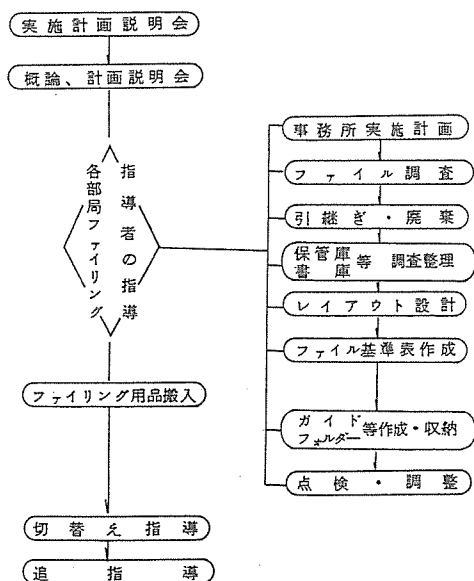 実施計画説明会
概論、計画説明会
各部局ファイリング
指導者の指導
ファイリング用品搬入
切替え指導
追指導
事務所実施計画
ファイル調査
引継ぎ・廃棄
保管庫
書庫
等 調査整理
レイアウト設計
ファイル基準表作成
ガイド
フォルダー
等作成・収納
点検・調整